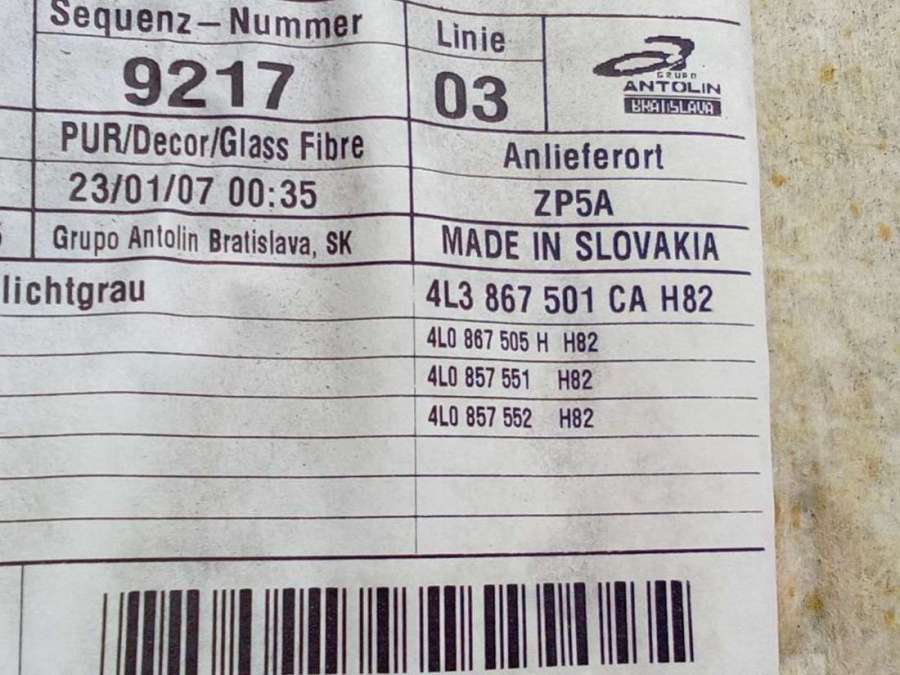 Sequenz-Nummer
9217
Linie
03
GRUPO
ANTOLIN
BRATISLAVA
PUR/Decor/Glass Fibre
Anlieferort
23/01/07 00:35
ZP5A
Grupo Antolin Bratislava, SK
MADE IN SLOVAKIA
lichtgrau
4L3 867 501 CA H82
4L0 867 505 H H82
4L0 857 551 H82
4L0 857 552 H82